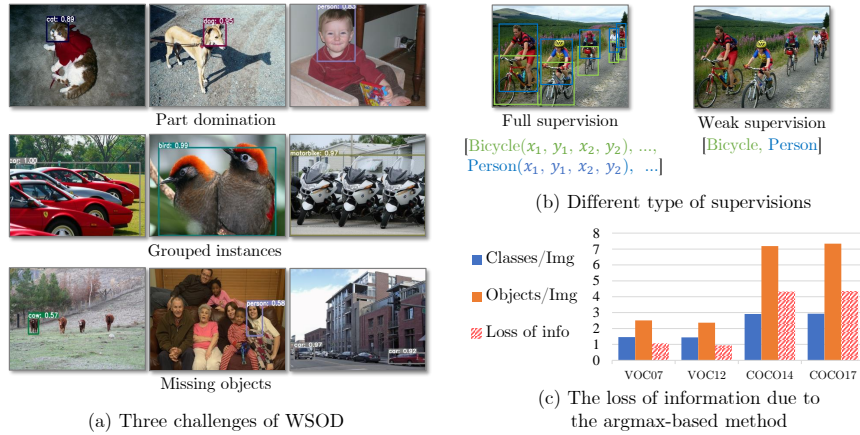 cat: 0.89
dog: 0.85
person: 0.83
Part domination
car: 1.00
bird: 0.99
motorbike: 0.97
Grouped instances
cow: 0.57
person: 0.58
car: 0.97
car: 0.92
Missing objects
(a) Three challenges of WSOD
Full supervision
[Bicycle(x₁, y₁, x₂, y₂), ...,
Person(x₁, y₁, x₂, y₂), ...]
Weak supervision
[Bicycle, Person]
(b) Different type of supervisions
Classes/Img
Objects/Img
Loss of info
8
7
6
5
4
3
2
1
0
VOC07 VOC12 COCO14 COCO17
(c) The loss of information due to
the argmax-based method